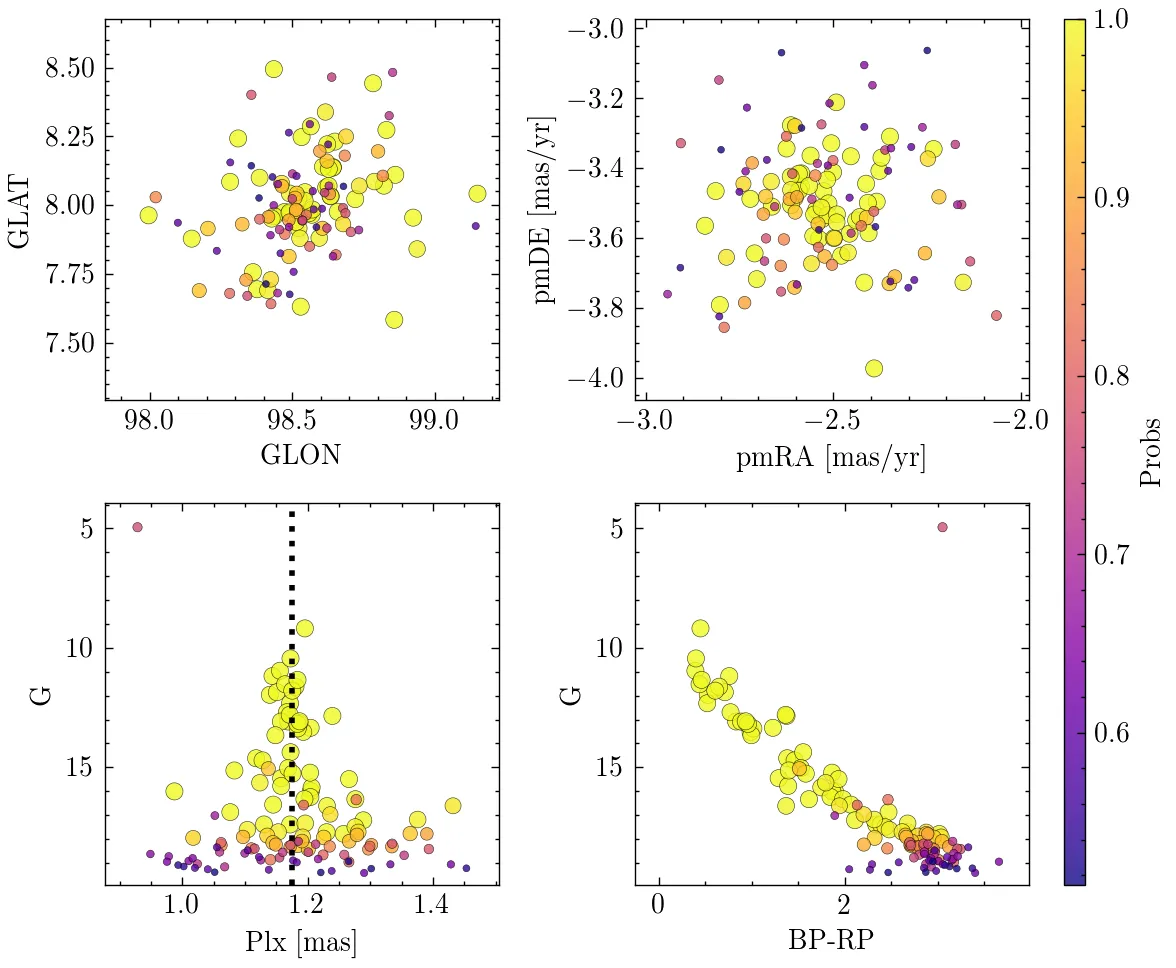 8.50
8.25
8.00
7.75
7.50
GLAT
98.0 98.5 99.0
GLON
−3.0
−3.2
−3.4
−3.6
−3.8
−4.0
pmDE [mas/yr]
−3.0 −2.5 −2.0
pmRA [mas/yr]
5
10
15
G
1.0 1.2 1.4
Plx [mas]
5
10
15
G
0 2
BP-RP
1.0
0.9
0.8
0.7
0.6
Probs